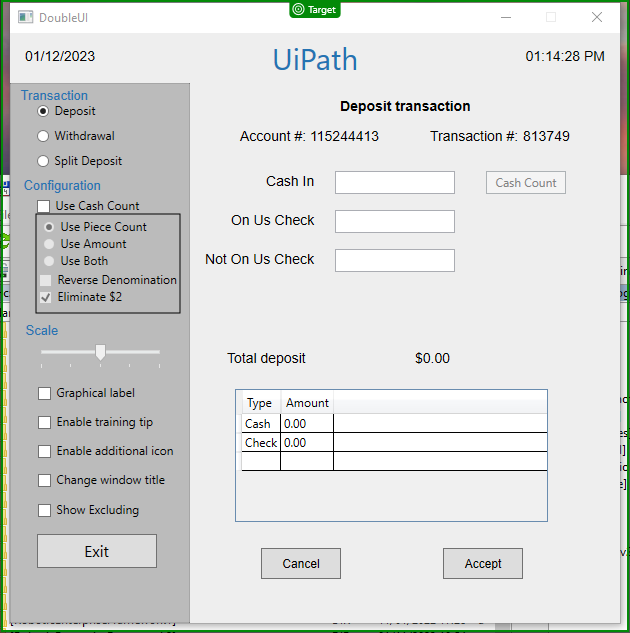 Target
DoubleUI
01/12/2023
UiPath
01:14:28 PM
Transaction
Deposit
Withdrawal
Split Deposit
Configuration
Use Cash Count
Use Piece Count
Use Amount
Use Both
Reverse Denomination
Eliminate $2
Scale
Graphical label
Enable training tip
Enable additional icon
Change window title
Show Excluding
Exit
Deposit transaction
Account #: 115244413 Transaction #: 813749
Cash In
Cash Count
On Us Check
Not On Us Check
Total deposit $0.00
Type Amount
Cash 0.00
Check 0.00
Cancel Accept